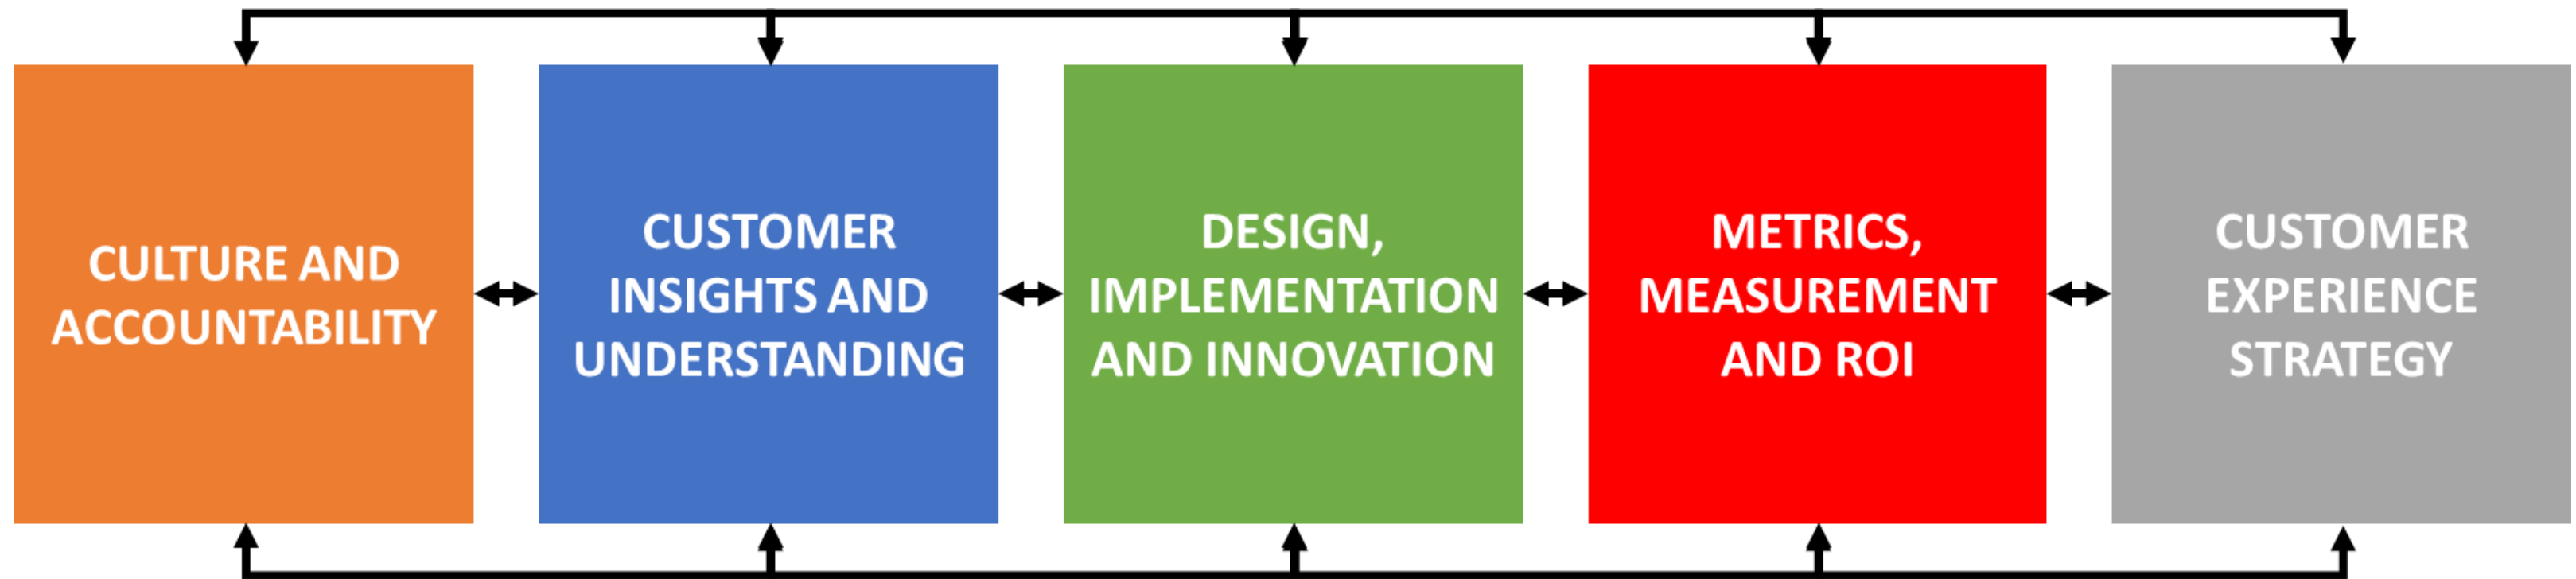 CULTURE AND
ACCOUNTABILITY
CUSTOMER
INSIGHTS AND
UNDERSTANDING
DESIGN,
IMPLEMENTATION
AND INNOVATION
METRICS,
MEASUREMENT
AND ROI
CUSTOMER
EXPERIENCE
STRATEGY